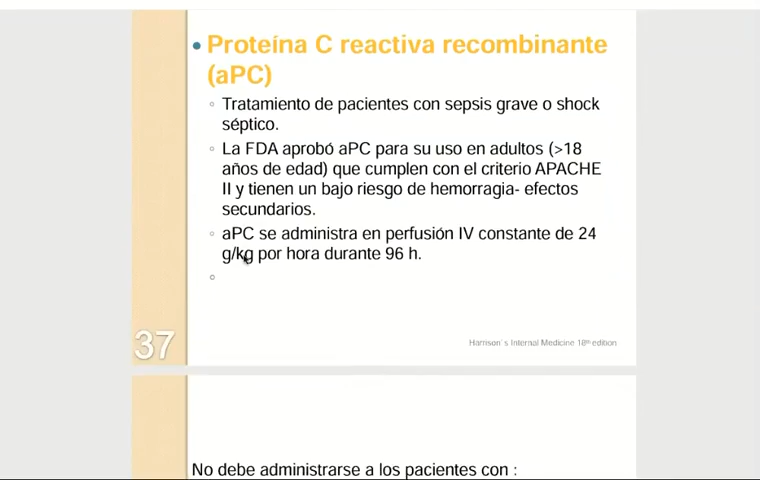 Proteína C reactiva recombinante
(aPC)
Tratamiento de pacientes con sepsis grave o shock
séptico.
La FDA aprobó aPC para su uso en adultos (>18
años de edad) que cumplen con el criterio APACHE
II y tienen un bajo riesgo de hemorragia- efectos
secundarios.
aPC se administra en perfusión IV constante de 24
g/kg por hora durante 96 h.
37
Harrison´s Internal Medicine 18th edition
No debe administrarse a los pacientes con :